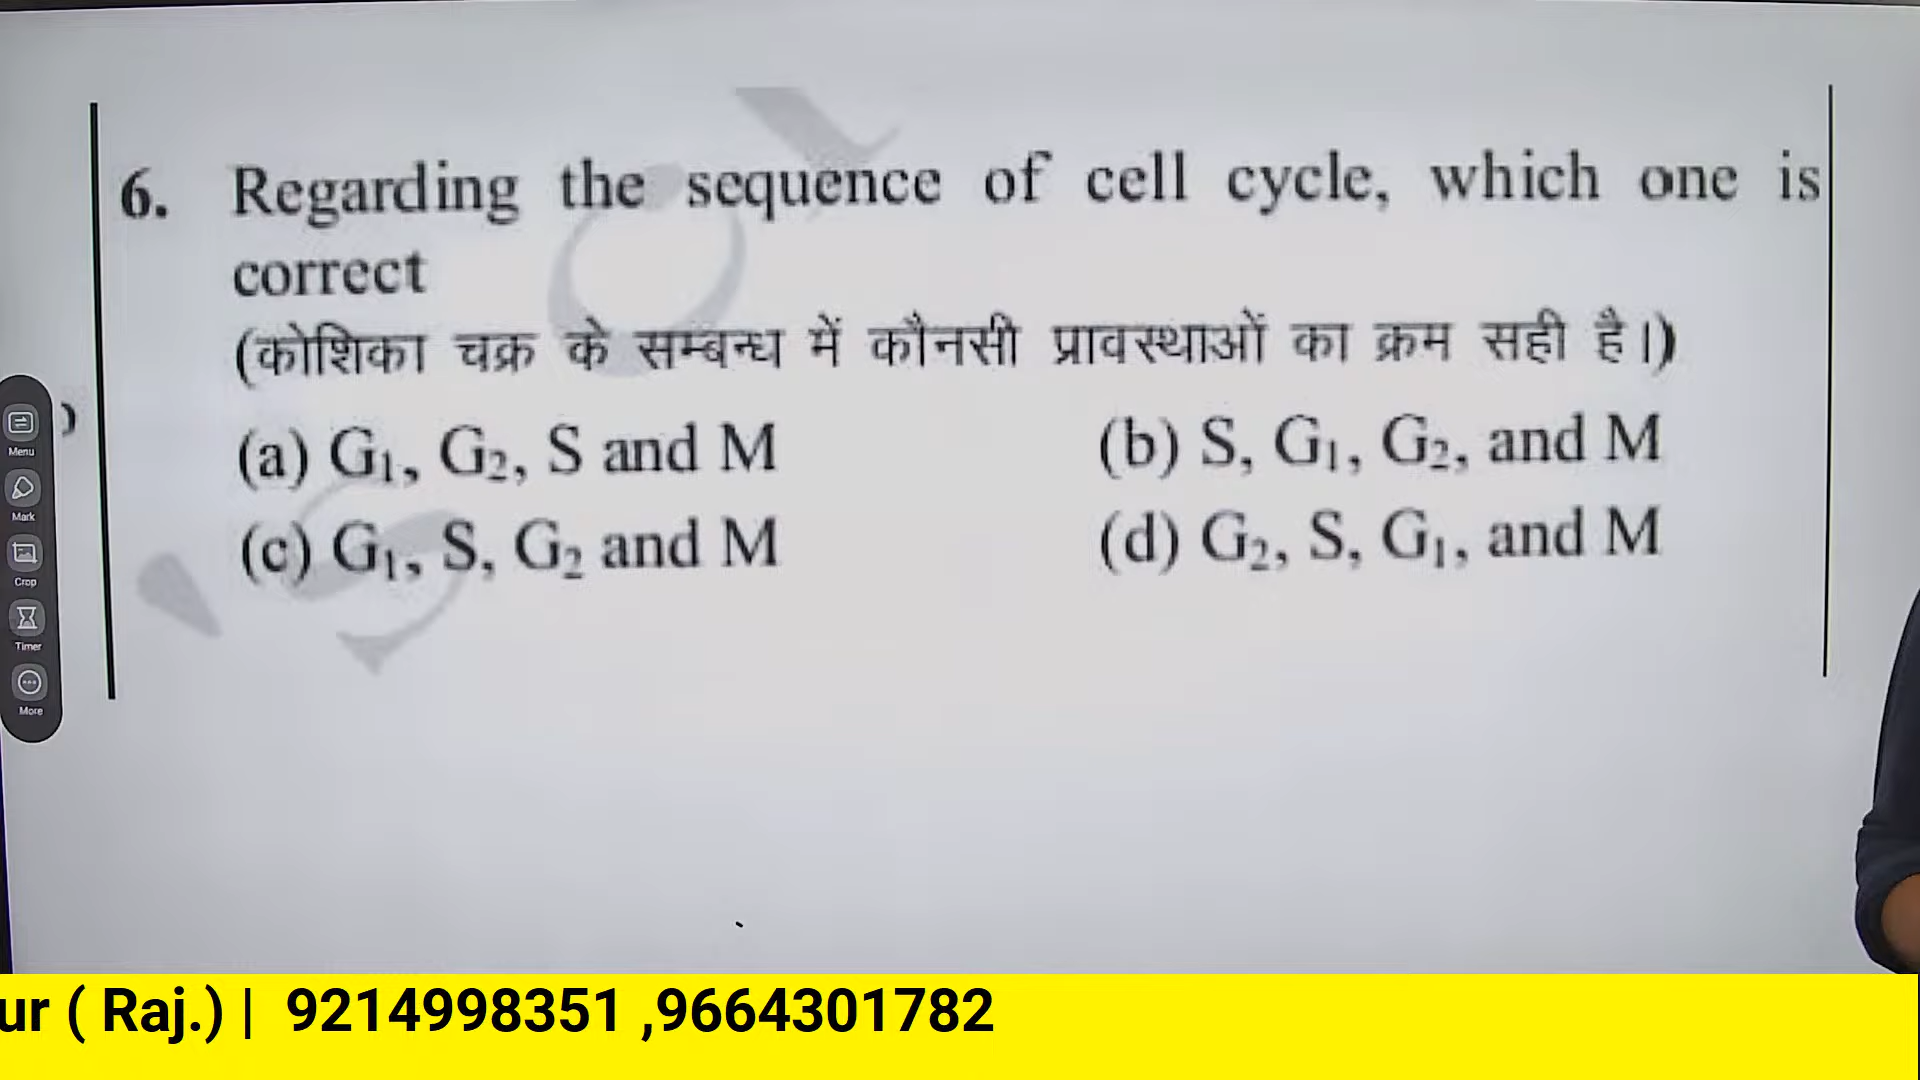 6. Regarding the sequence of cell cycle, which one is
correct
(कोशिका चक्र के सम्बन्ध में कौनसी प्रावस्थाओं का क्रम सही है।)
(a) G₁, G₂, S and M (b) S, G₁, G₂, and M
(c) G₁, S, G₂ and M (d) G₂, S, G₁, and M
Menu
Mark
Crop
Timer
More
ur ( Raj.) | 9214998351 ,9664301782